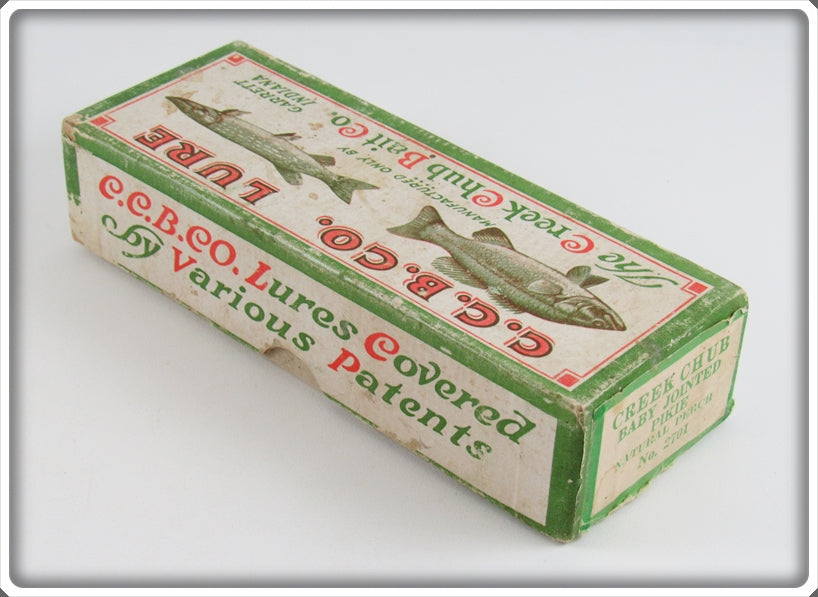 C.C.B.CO. LURE
MANUFACTURED ONLY BY
The Creek Chub Bait Co.
GARRETT
INDIANA
C.C.B.CO. Lures Covered
by Various Patents
CREEK CHUB
BABY JOINTED
PIKIE
NATURAL PERCH
No. 2701